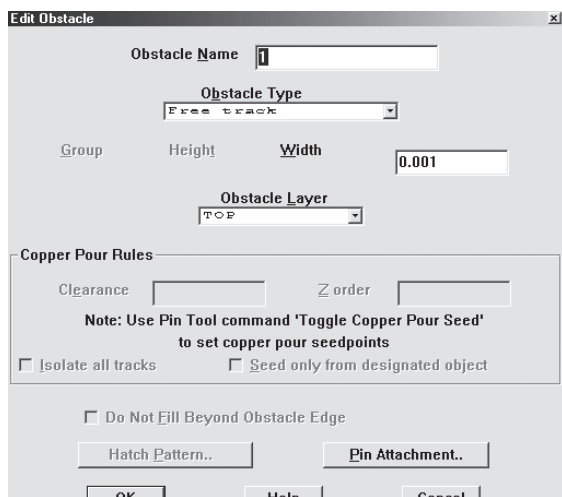 Edit Obstacle
Obstacle Name 1
Obstacle Type
Free track
Group Height Width 0.001
Obstacle Layer
TOP
Copper Pour Rules
Clearance Z order
Note: Use Pin Tool command 'Toggle Copper Pour Seed'
to set copper pour seedpoints
Isolate all tracks Seed only from designated object
Do Not Fill Beyond Obstacle Edge
Hatch Pattern.. Pin Attachment..
OK Help Cancel